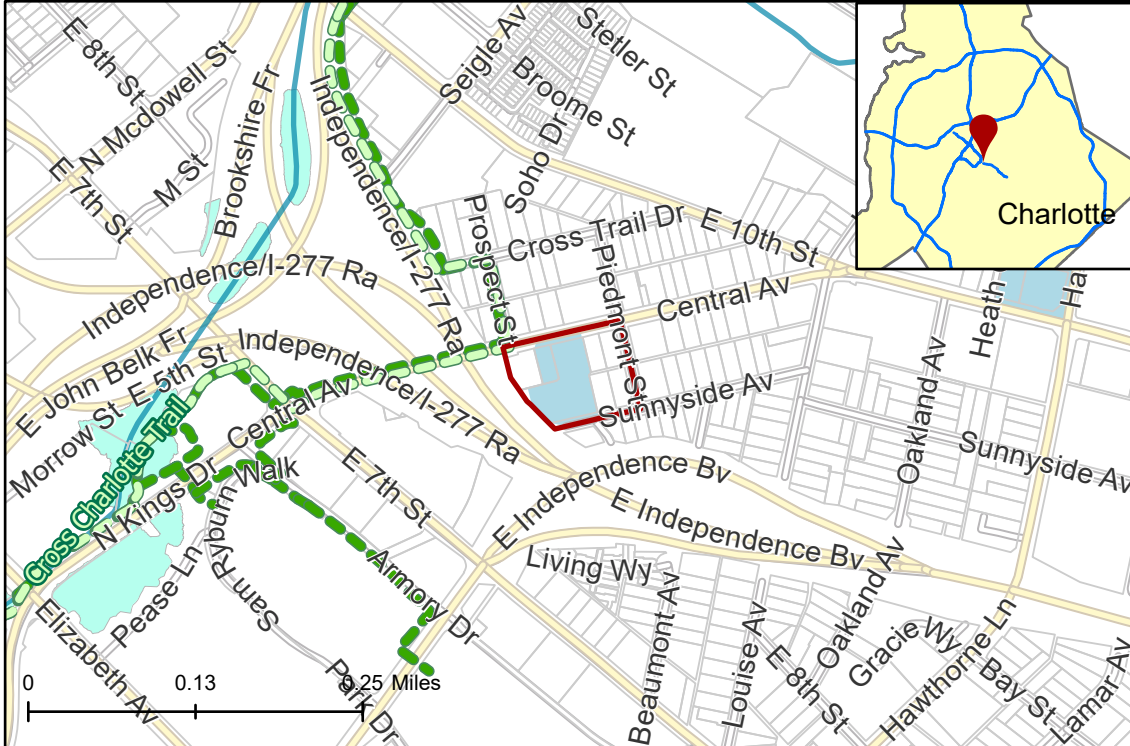 E 8th St
N Mcdowell St
Brookshire Fr
Seigle Av
Stetler St
Broome St
Soho Dr
E 7th St
M St
Independence/I-277 Ra
Prospect St
Cross Trail Dr
Piedmont St
E 10th St
Central Av
Charlotte
Heath
Ha
Independence/I-277 Ra
E John Belk Fr
E 5th St
Independence/I-277 Ra
Morrow St
Central Av
Sunnyside Av
Oakland Av
Sunnyside Av
Cross Charlotte Trail
N Kings Dr
Walk
Ryburn
Sam
Pease Ln
E 7th St
E Independence Bv
E Independence Bv
Living Wy
Armory Dr
Elizabeth Av
Park Dr
Beaumont Av
Louise Av
E 8th St
Oakland Av
Gracie Wy
Hawthorne Ln
Bay St
Lamar Av
0 0.13 0.25 Miles